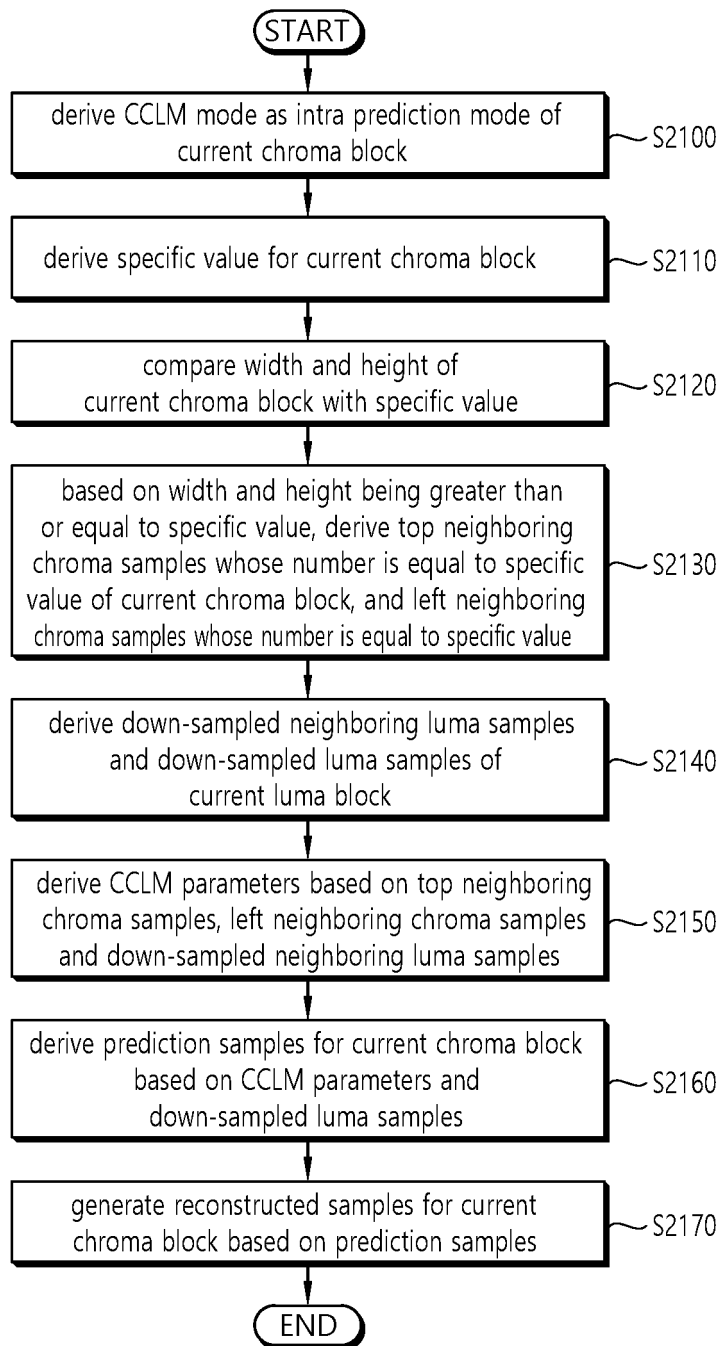 START
derive CCLM mode as intra prediction mode of
current chroma block
S2100
derive specific value for current chroma block
S2110
compare width and height of
current chroma block with specific value
S2120
based on width and height being greater than
or equal to specific value, derive top neighboring
chroma samples whose number is equal to specific
value of current chroma block, and left neighboring
chroma samples whose number is equal to specific value
S2130
derive down-sampled neighboring luma samples
and down-sampled luma samples of
current luma block
S2140
derive CCLM parameters based on top neighboring
chroma samples, left neighboring chroma samples
and down-sampled neighboring luma samples
S2150
derive prediction samples for current chroma block
based on CCLM parameters and
down-sampled luma samples
S2160
generate reconstructed samples for current
chroma block based on prediction samples
S2170
END